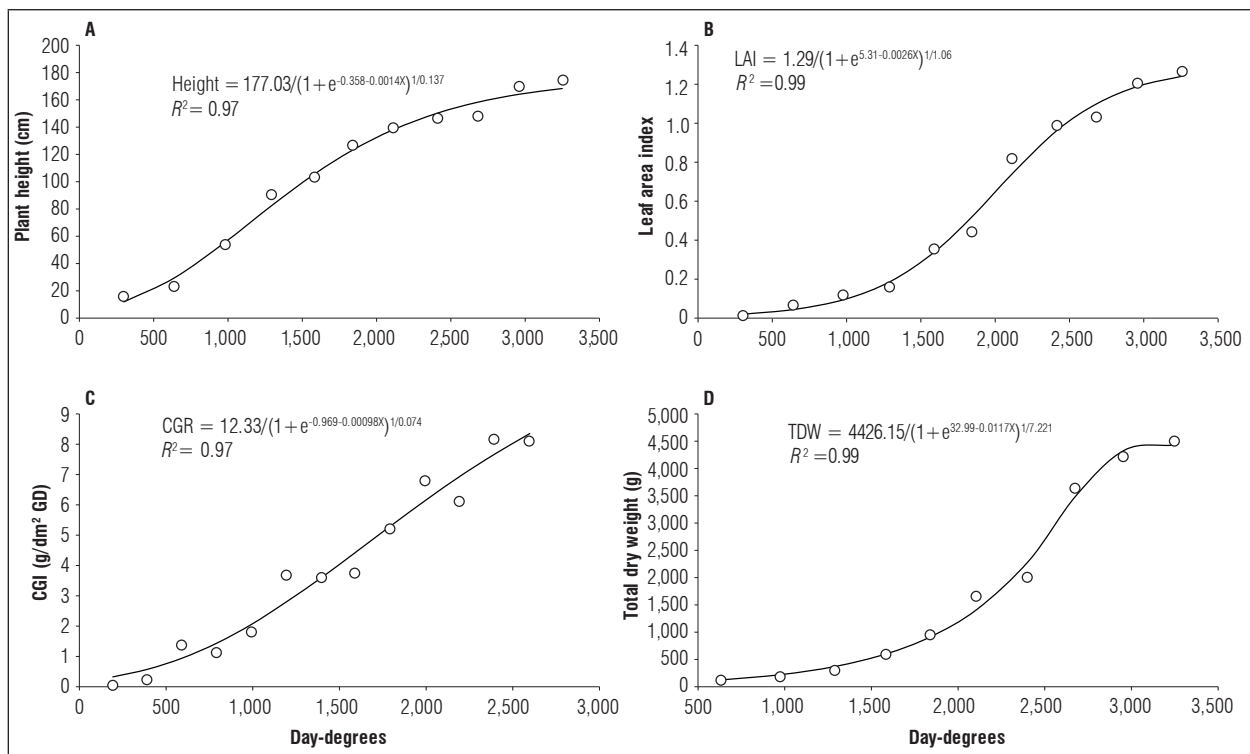 A
Height = 177.03/(1+e^-0.358-0.0014X)^1/0.137
R² = 0.97
Plant height (cm)
200
180
160
140
120
100
80
60
40
20
0
0 500 1,000 1,500 2,000 2,500 3,000 3,500
B
LAI = 1.29/(1+e^5.31-0.0026X)^1/1.06
R² = 0.99
Leaf area index
1.4
1.2
1.0
0.8
0.6
0.4
0.2
0
0 500 1,000 1,500 2,000 2,500 3,000 3,500
C
CGR = 12.33/(1+e^-0.969-0.00098X)^1/0.074
R² = 0.97
CGI (g/dm² GD)
9
8
7
6
5
4
3
2
1
0
0 500 1,000 1,500 2,000 2,500 3,000
Day-degrees
D
TDW = 4426.15/(1+e^32.99-0.0117X)^1/7.221
R² =0.99
Total dry weight (g)
5,000
4,500
4,000
3,500
3,000
2,500
2,000
1,500
1,000
500
0
500 1,000 1,500 2,000 2,500 3,000 3,500
Day-degrees